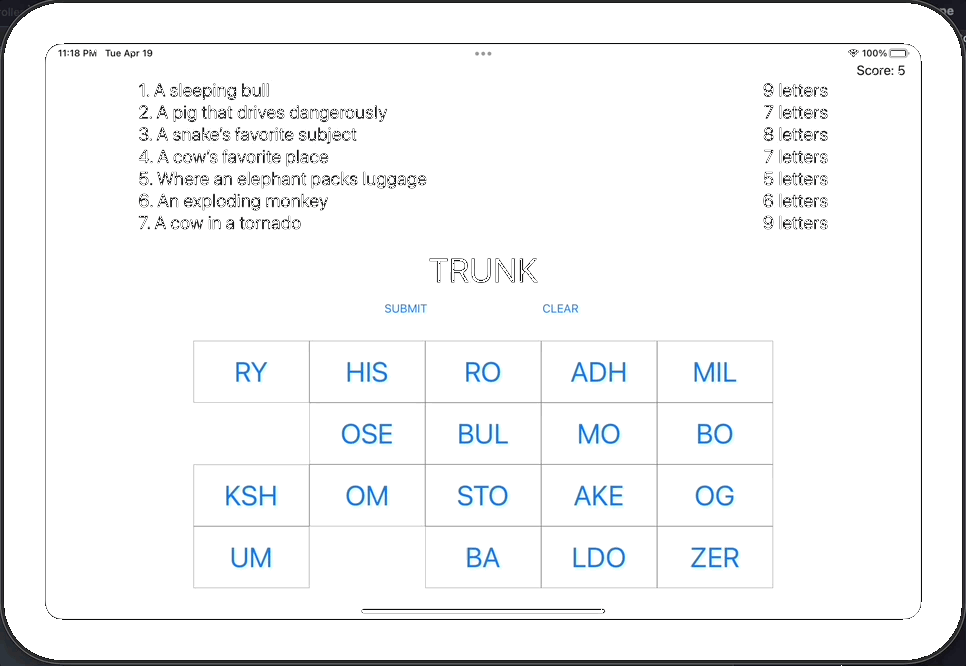 11:18 PM Tue Apr 19 100%
Score: 5
1. A sleeping bull 9 letters
2. A pig that drives dangerously 7 letters
3. A snake's favorite subject 8 letters
4. A cow's favorite place 7 letters
5. Where an elephant packs luggage 5 letters
6. An exploding monkey 6 letters
7. A cow in a tornado 9 letters
TRUNK
SUBMIT CLEAR
RY HIS RO ADH MIL
OSE BUL MO BO
KSH OM STO AKE OG
UM BA LDO ZER